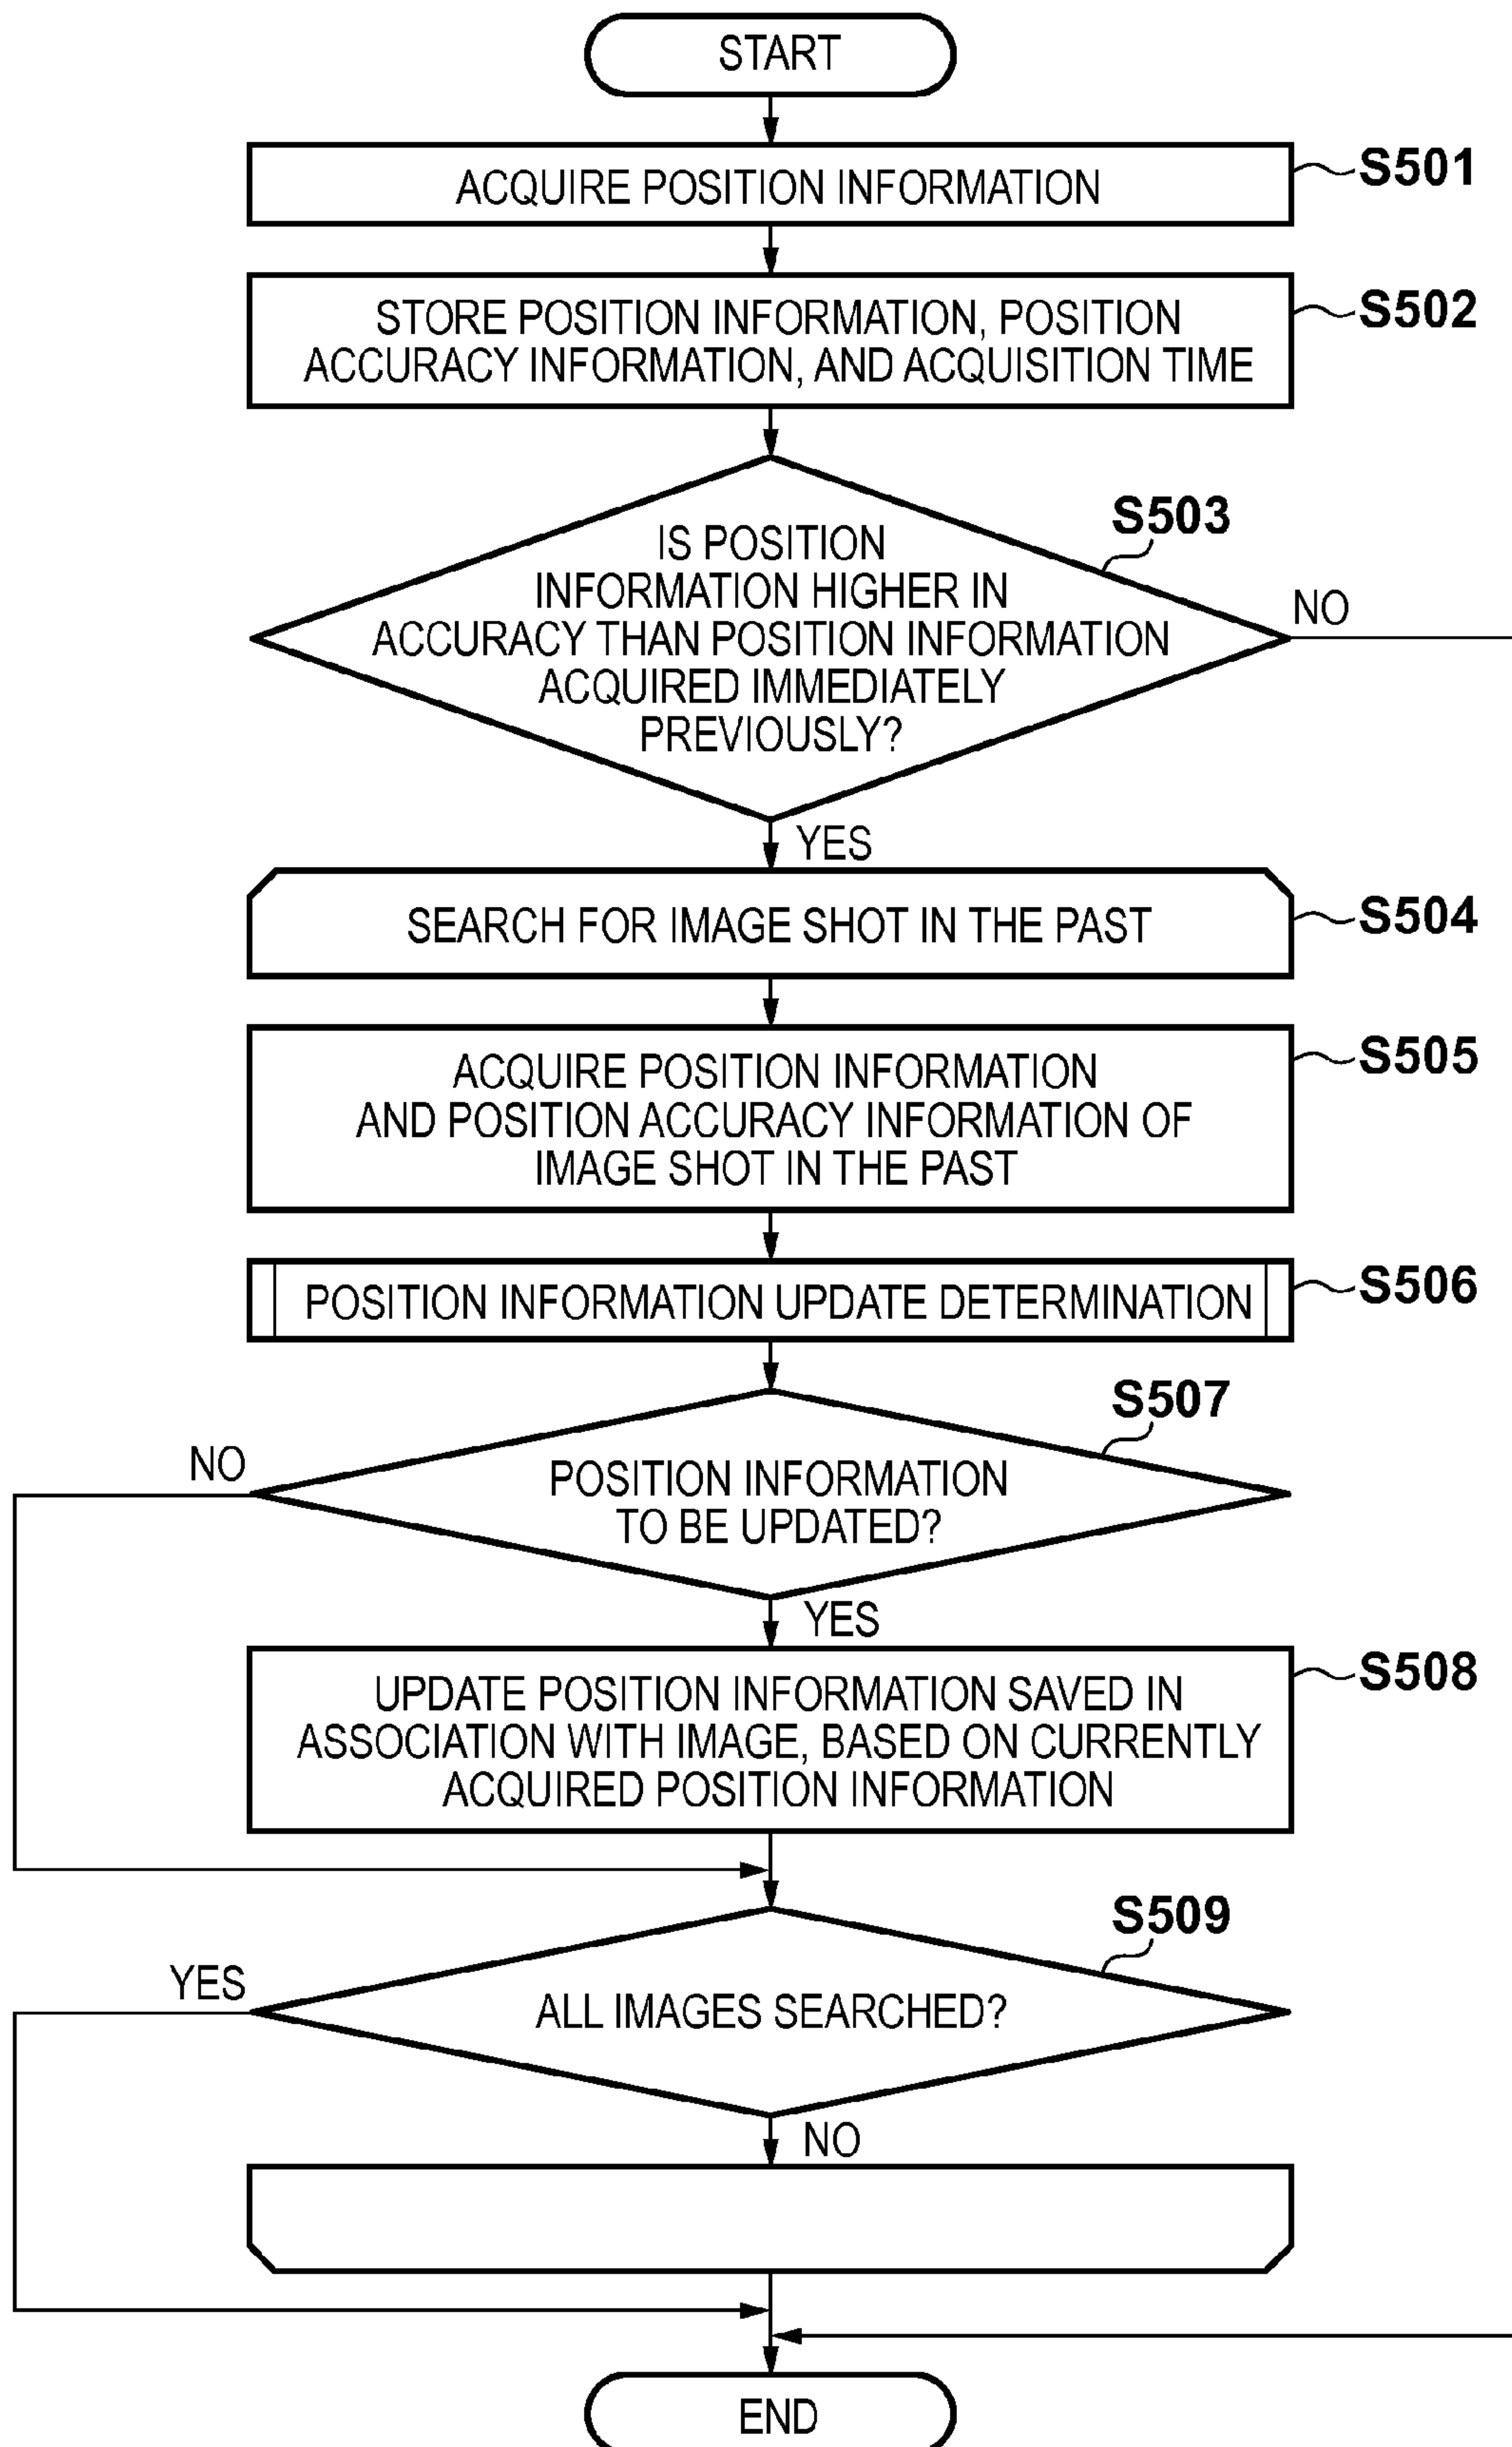 START
ACQUIRE POSITION INFORMATION
S501
STORE POSITION INFORMATION, POSITION
ACCURACY INFORMATION, AND ACQUISITION TIME
S502
S503
IS POSITION
INFORMATION HIGHER IN
ACCURACY THAN POSITION INFORMATION
ACQUIRED IMMEDIATELY
PREVIOUSLY?
NO
YES
SEARCH FOR IMAGE SHOT IN THE PAST
S504
ACQUIRE POSITION INFORMATION
AND POSITION ACCURACY INFORMATION OF
IMAGE SHOT IN THE PAST
S505
POSITION INFORMATION UPDATE DETERMINATION
S506
S507
NO
POSITION INFORMATION
TO BE UPDATED?
YES
UPDATE POSITION INFORMATION SAVED IN
ASSOCIATION WITH IMAGE, BASED ON CURRENTLY
ACQUIRED POSITION INFORMATION
S508
S509
YES
ALL IMAGES SEARCHED?
NO
END